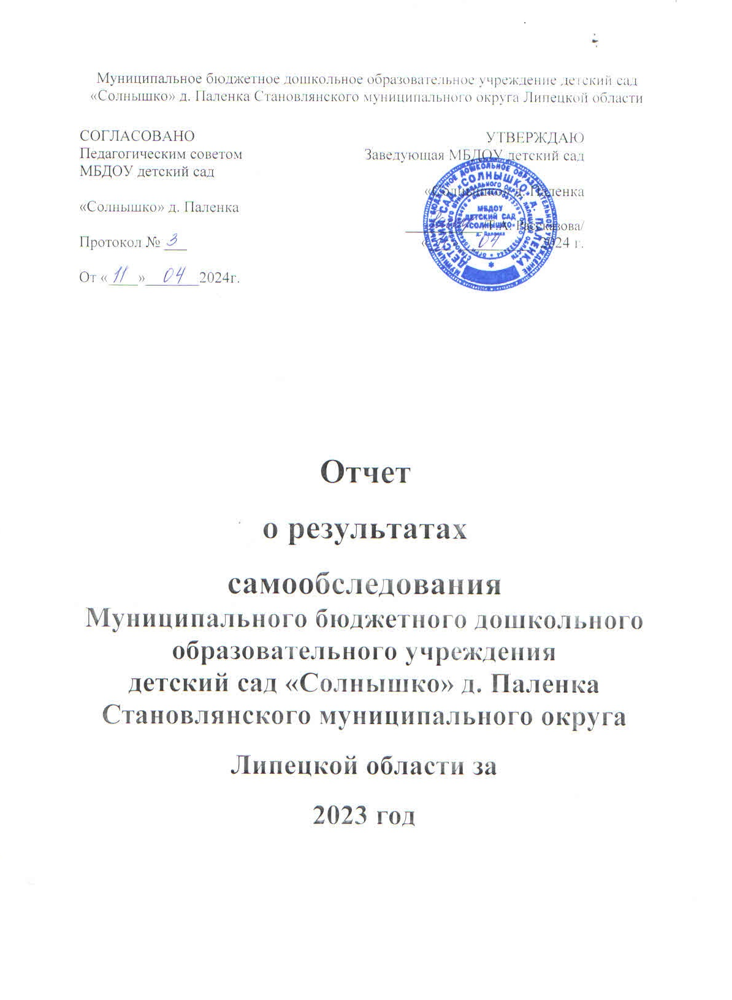 Муниципальное бюджетное дошкольное образовательное учреждение детский сад
«Солнышко» д. Паленка Становлянского муниципального округа Липецкой области
СОГЛАСОВАНО
Педагогическим советом
МБДОУ детский сад
«Солнышко» д. Паленка
Протокол № 3
От «11» 04 2024г.
УТВЕРЖДАЮ
Заведующая МБДОУ детский сад
«Солнышко» д. Паленка
/Т.А. Рассказова/
04 2024 г.
МБДОУ
ДЕТСКИЙ САД
«СОЛНЫШКО»
д. Паленка
Отчет
о результатах
самообследования
Муниципального бюджетного дошкольного
образовательного учреждения
детский сад «Солнышко» д. Паленка
Становлянского муниципального округа
Липецкой области за
2023 год